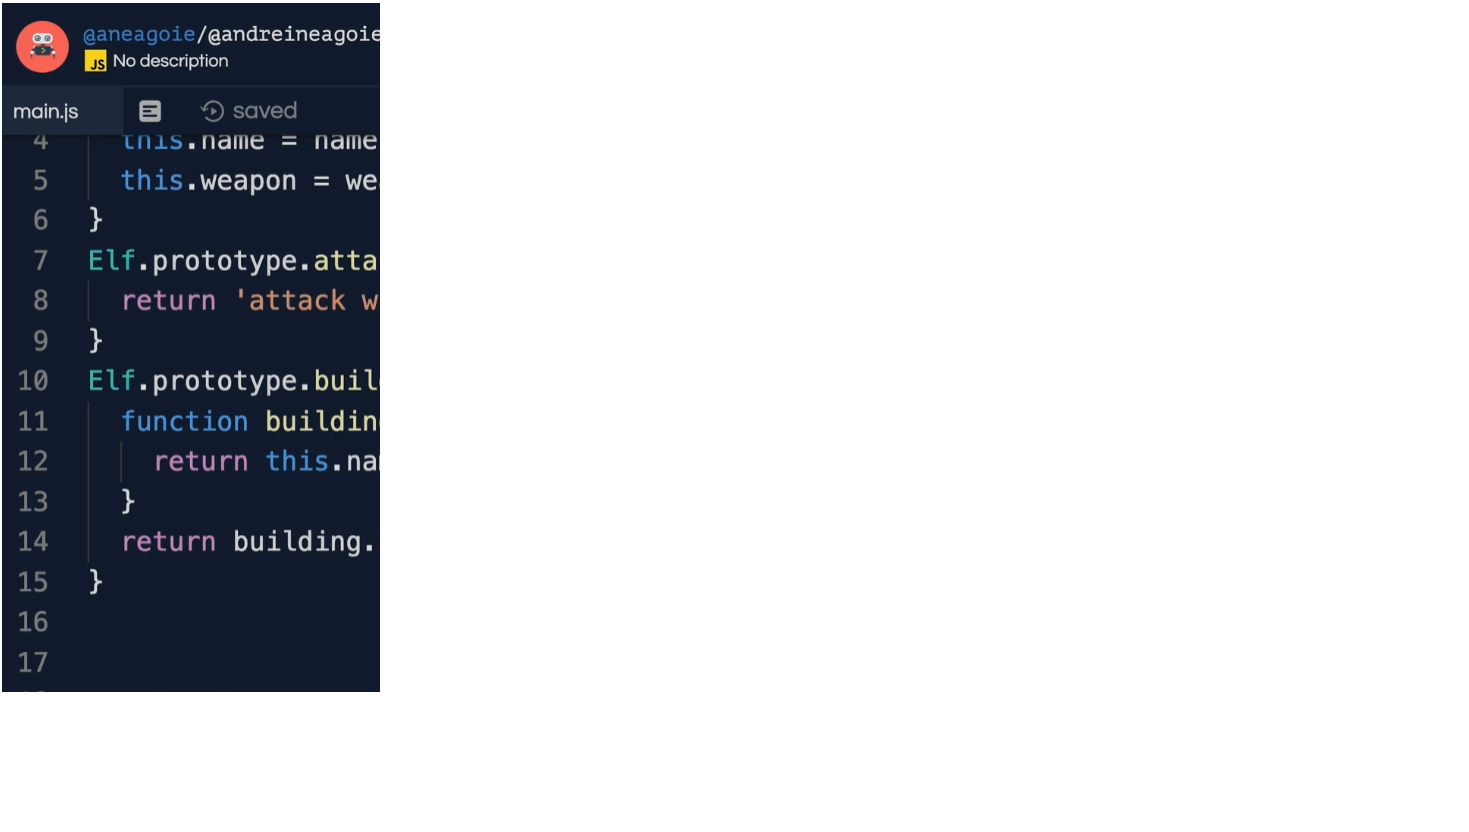 @aneagoie/@andreineagoie
JS No description
main.js saved
4 this.name = name
5 this.weapon = we
6 }
7 Elf.prototype.atta
8 return 'attack w
9 }
10 Elf.prototype.buil
11 function buildin
12 return this.na
13 }
14 return building.
15 }
16
17